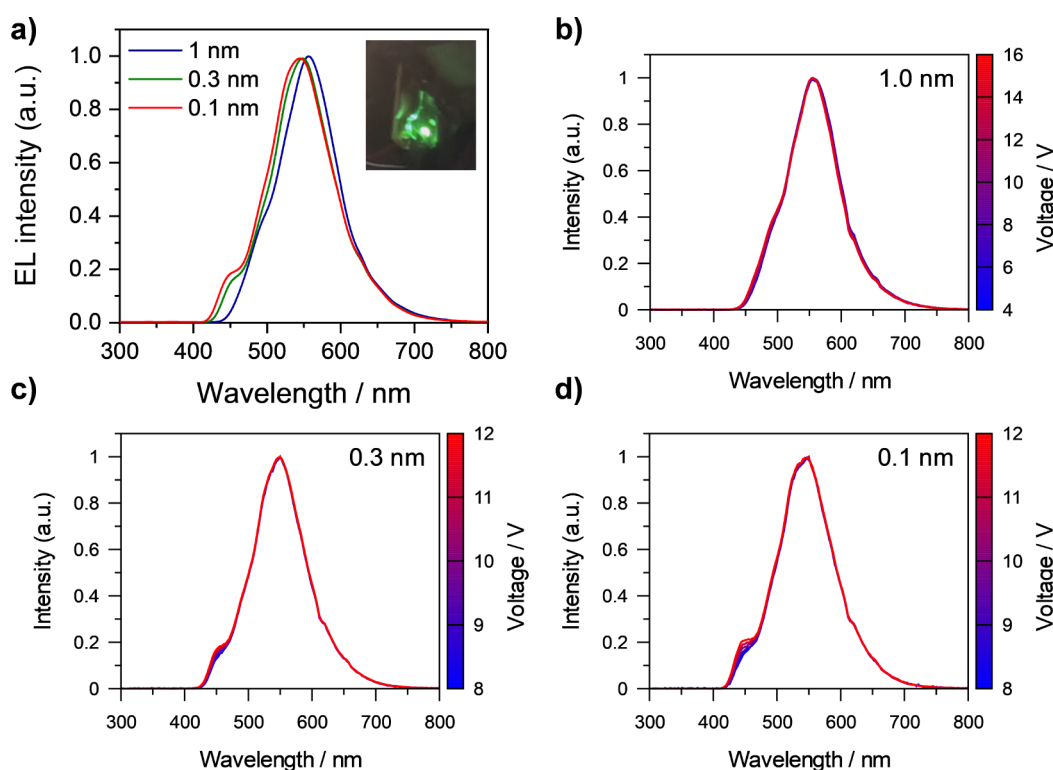 a)
1 nm
0.3 nm
0.1 nm
1.0
0.8
0.6
0.4
0.2
0.0
EL intensity (a.u.)
300 400 500 600 700 800
Wavelength / nm
b)
1.0 nm
1
0.8
0.6
0.4
0.2
0
Intensity (a.u.)
300 400 500 600 700 800
Wavelength / nm
16
14
12
10
8
6
4
Voltage / V
c)
0.3 nm
1
0.8
0.6
0.4
0.2
0
Intensity (a.u.)
300 400 500 600 700 800
Wavelength / nm
12
11
10
9
8
Voltage / V
d)
0.1 nm
1
0.8
0.6
0.4
0.2
0
Intensity (a.u.)
300 400 500 600 700 800
Wavelength / nm
12
11
10
9
8
Voltage / V